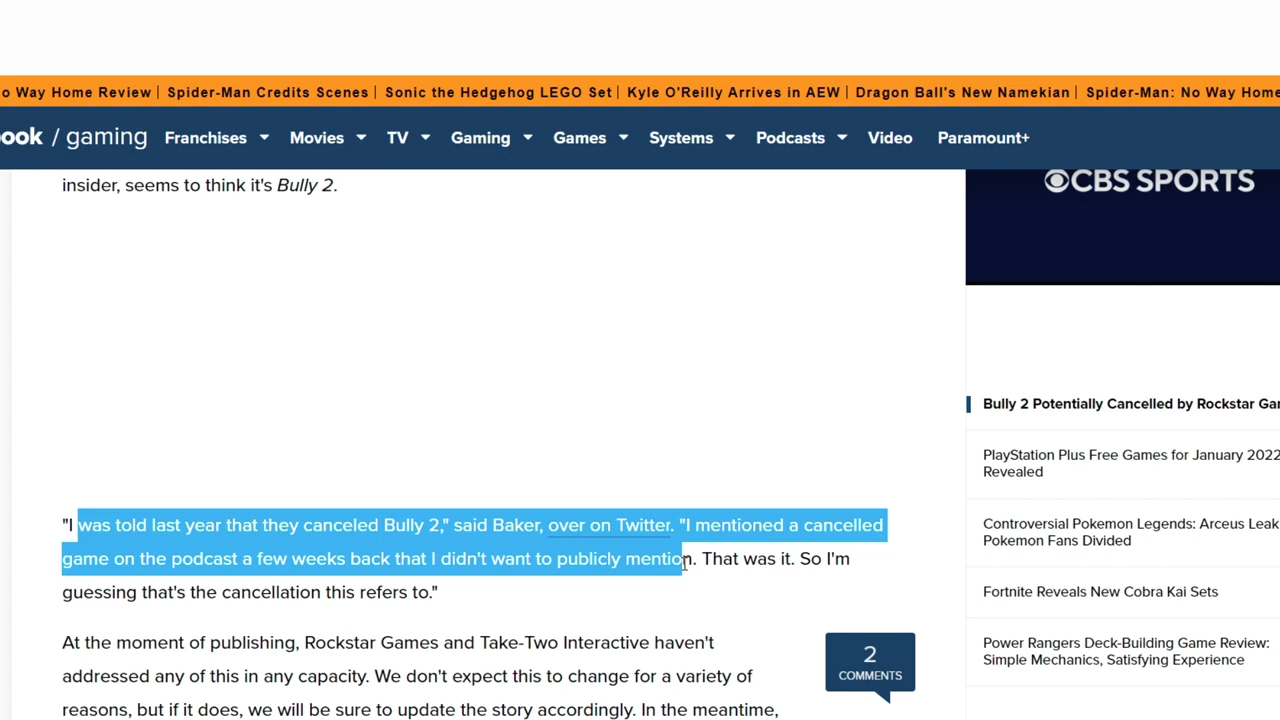 o Way Home Review | Spider-Man Credits Scenes | Sonic the Hedgehog LEGO Set | Kyle O'Reilly Arrives in AEW | Dragon Ball's New Namekian | Spider-Man: No Way Home
ook / gaming Franchises Movies TV Gaming Games Systems Podcasts Video Paramount+
insider, seems to think it's Bully 2.
CBS SPORTS
Bully 2 Potentially Cancelled by Rockstar Gar
PlayStation Plus Free Games for January 2022
Revealed
Controversial Pokemon Legends: Arceus Leak
Pokemon Fans Divided
Fortnite Reveals New Cobra Kai Sets
Power Rangers Deck-Building Game Review:
Simple Mechanics, Satisfying Experience
"I was told last year that they canceled Bully 2," said Baker, over on Twitter. "I mentioned a cancelled
game on the podcast a few weeks back that I didn't want to publicly mention. That was it. So I'm
guessing that's the cancellation this refers to."
At the moment of publishing, Rockstar Games and Take-Two Interactive haven't
addressed any of this in any capacity. We don't expect this to change for a variety of
reasons, but if it does, we will be sure to update the story accordingly. In the meantime,
2
COMMENTS